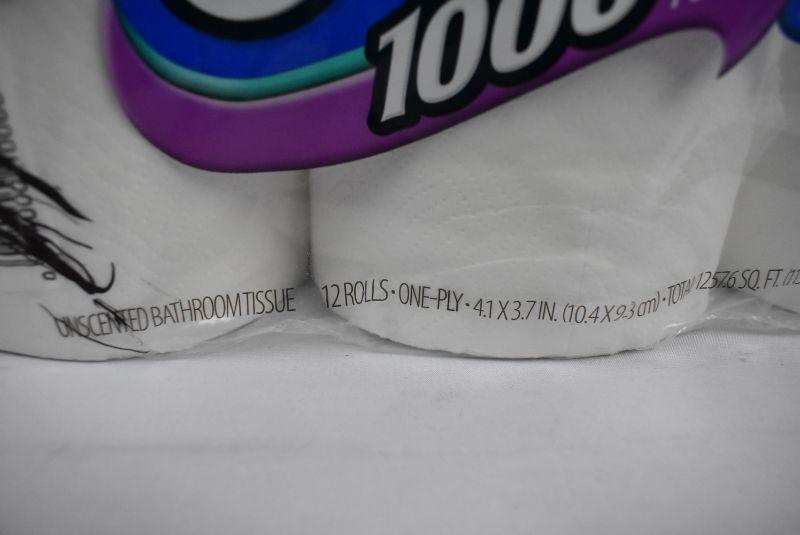 1000
UNSCENTED BATHROOM TISSUE
12 ROLLS • ONE-PLY • 4.1 X 3.7 IN. (10.4 X 9.3 cm) • TOTAL 1257.6 SQ. FT.